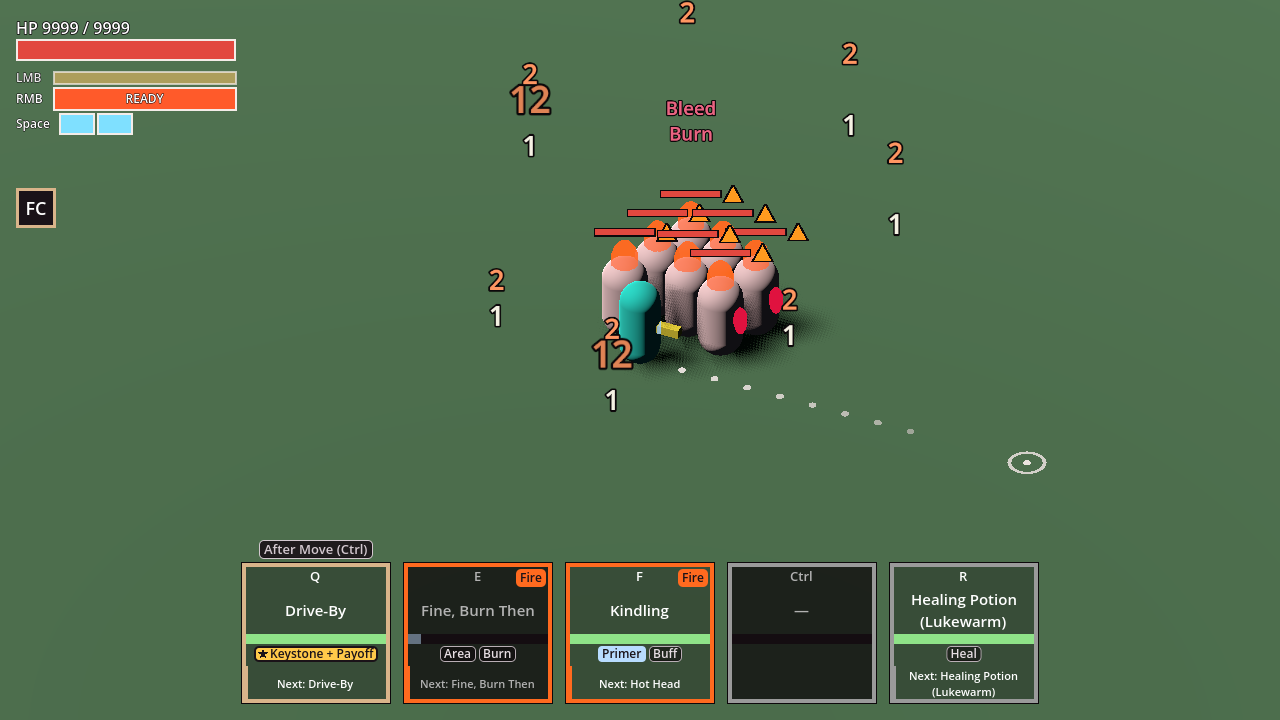 HP 9999 / 9999
LMB
RMB
READY
Space
FC
2
2
2
12
1
Bleed
Burn
1
2
1
2
1
2
1
2
12
1
After Move (Ctrl)
Q
Drive-By
★ Keystone + Payoff
Next: Drive-By
E
Fire
Fine, Burn Then
Area
Burn
Next: Fine, Burn Then
F
Fire
Kindling
Primer
Buff
Next: Hot Head
Ctrl
—
R
Healing Potion
(Lukewarm)
Heal
Next: Healing Potion
(Lukewarm)